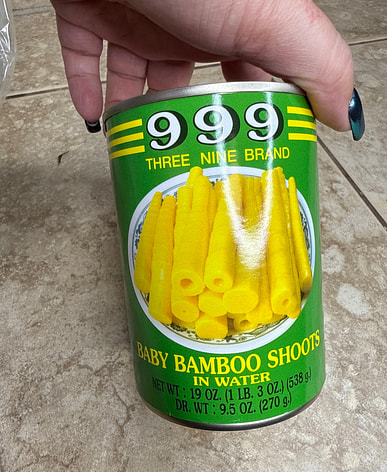 999
THREE NINE BRAND
BABY BAMBOO SHOOTS
IN WATER
NET WT : 19 OZ. (1 LB. 3 OZ.) (538 g.)
DR. WT : 9.5 OZ. (270 g.)